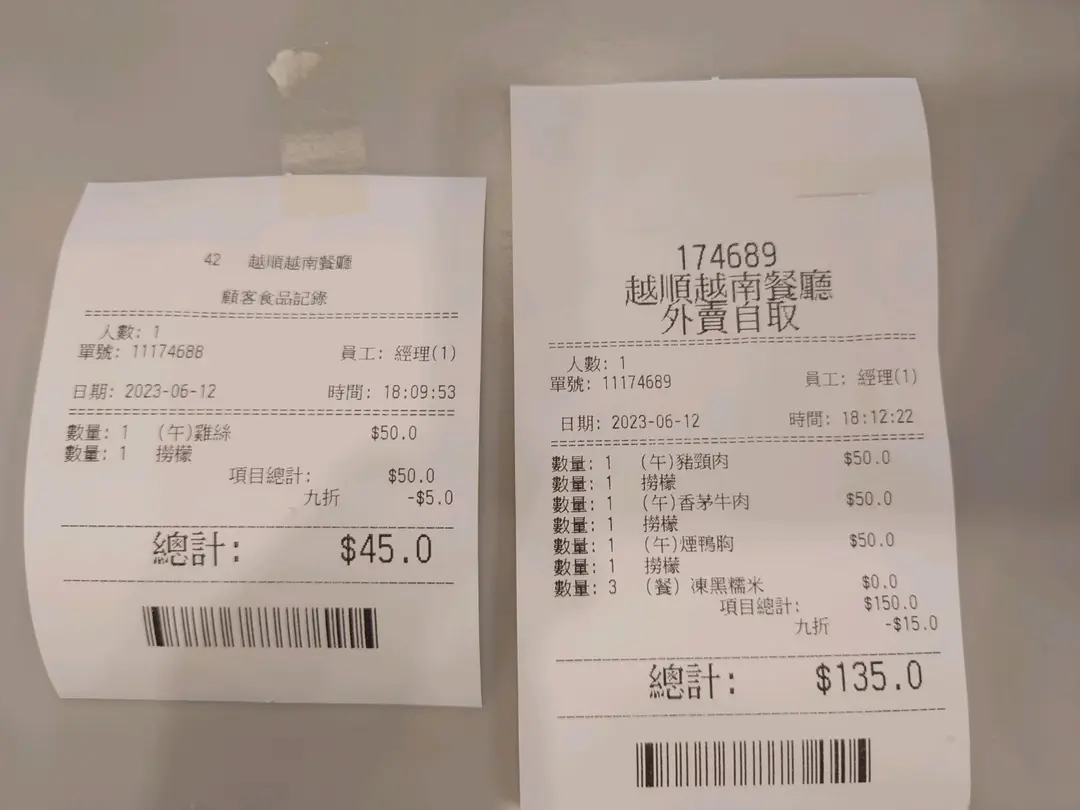 42 越順越南餐廳
顧客食品記錄
人數: 1
單號: 11174688 員工: 經理(1)
日期: 2023-06-12 時間: 18:09:53
數量: 1 (午)雞絲 $50.0
數量: 1 撈檬
項目總計: $50.0
九折 -$5.0
總計: $45.0
174689
越順越南餐廳
外賣自取
人數: 1
單號: 11174689 員工: 經理(1)
日期: 2023-06-12 時間: 18:12:22
數量: 1 (午)豬頸肉 $50.0
數量: 1 撈檬
數量: 1 (午)香茅牛肉 $50.0
數量: 1 撈檬
數量: 1 (午)煙鴨胸 $50.0
數量: 1 撈檬
數量: 3 (餐) 凍黑糯米 $0.0
項目總計: $150.0
九折 -$15.0
總計: $135.0